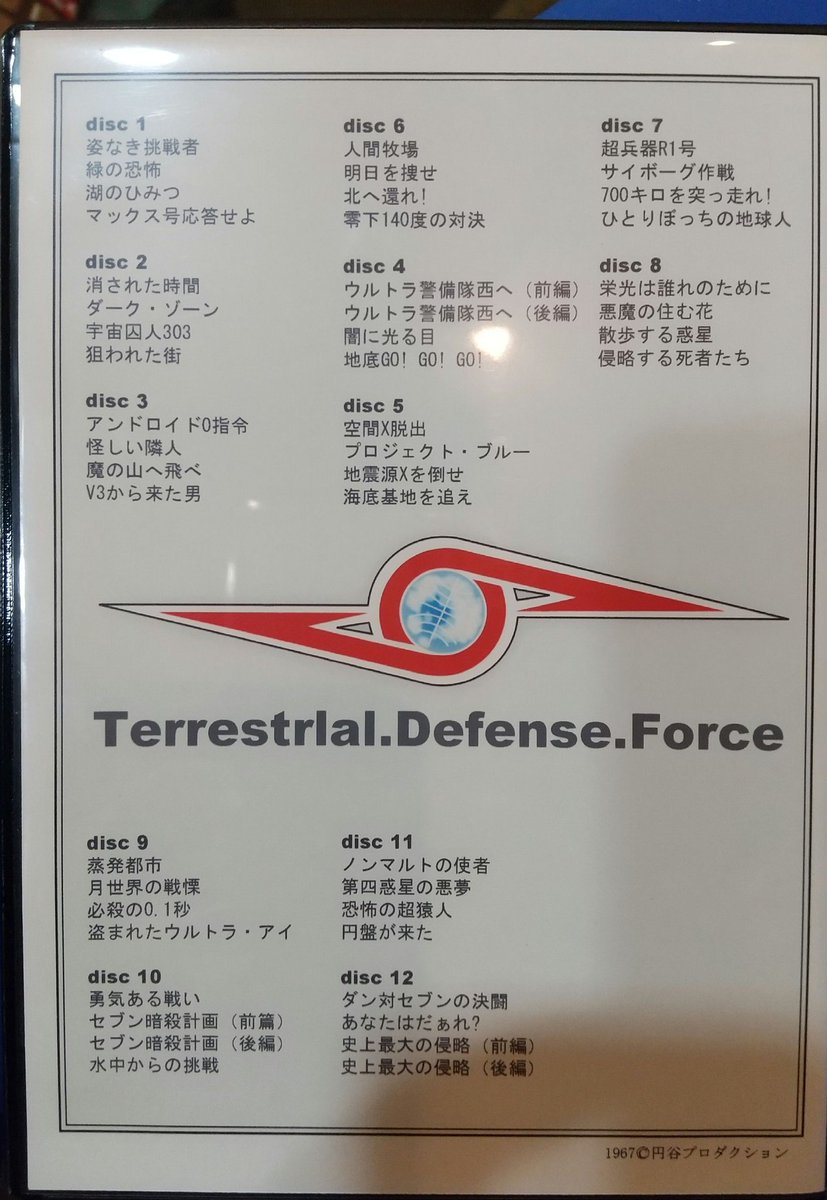 disc 1
姿なき挑戦者
緑の恐怖
湖のひみつ
マックス号応答せよ
disc 2
消された時間
ダーク・ゾーン
宇宙囚人303
狙われた街
disc 3
アンドロイド0指令
怪しい隣人
魔の山へ飛べ
V3から来た男
disc 6
人間牧場
明日を捜せ
北へ還れ!
零下140度の対決
disc 4
ウルトラ警備隊西へ（前編）
ウルトラ警備隊西へ（後編）
闇に光る目
地底GO! GO! GO!
disc 5
空間X脱出
プロジェクト・ブルー
地震源Xを倒せ
海底基地を追え
disc 7
超兵器R1号
サイボーグ作戦
700キロを突っ走れ!
ひとりぼっちの地球人
disc 8
栄光は誰れのために
悪魔の住む花
散歩する惑星
侵略する死者たち
Terrestrlal.Defense.Force
disc 9
蒸発都市
月世界の戦慄
必殺の0.1秒
盗まれたウルトラ・アイ
disc 10
勇気ある戦い
セブン暗殺計画（前篇）
セブン暗殺計画（後編）
水中からの挑戦
disc 11
ノンマルトの使者
第四惑星の悪夢
恐怖の超猿人
円盤が来た
disc 12
ダン対セブンの決闘
あなたはだぁれ?
史上最大の侵略（前編）
史上最大の侵略（後編）
1967©円谷プロダクション